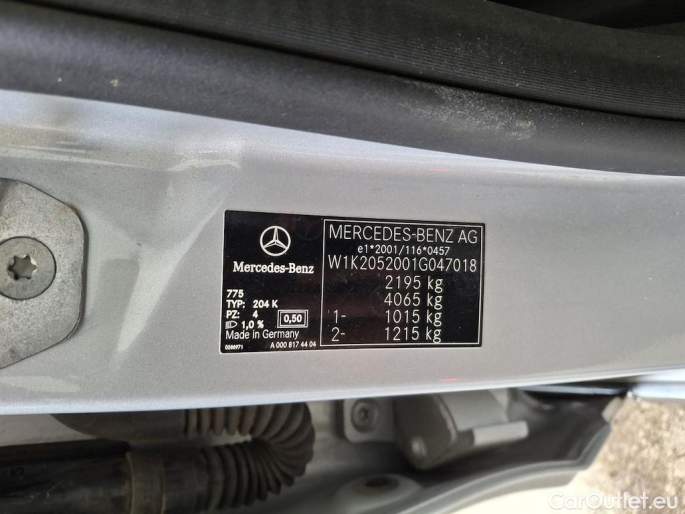 Mercedes-Benz
775
TYP: 204 K
PZ: 4
1,0 % 0,50
Made in Germany
A 000 817 44 04
MERCEDES-BENZ AG
e1*2001/116*0457
W1K2052001G047018
2195 kg
4065 kg
1- 1015 kg
2- 1215 kg
CarOutlet.eu